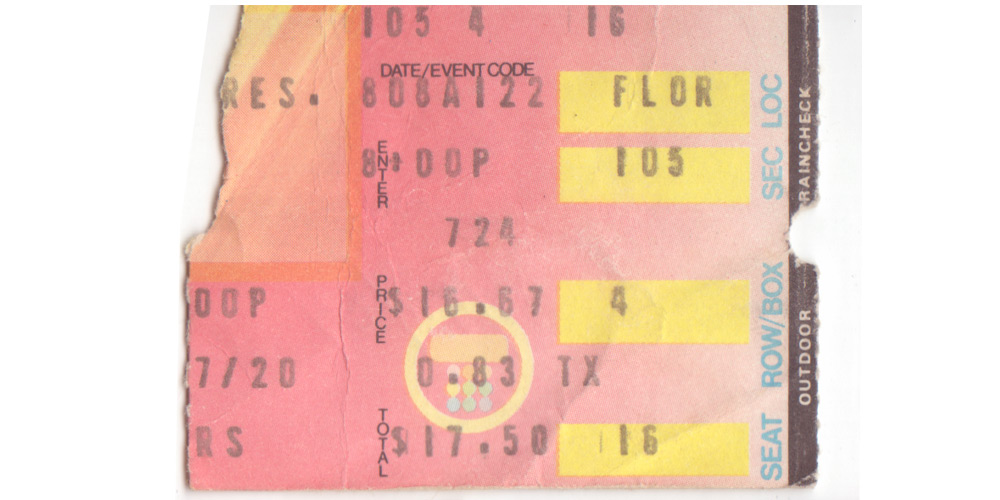 105 4 16
DATE/EVENT CODE
RES. 808A122 FLOR
LOC
ENTER
8:00P 105
SEC
724
PRICE
00P $16.67 4
ROW/BOX
7/20 0.83 TX
TOTAL
RS $17.50 16
SEAT
RAINCHECK
OUTDOOR